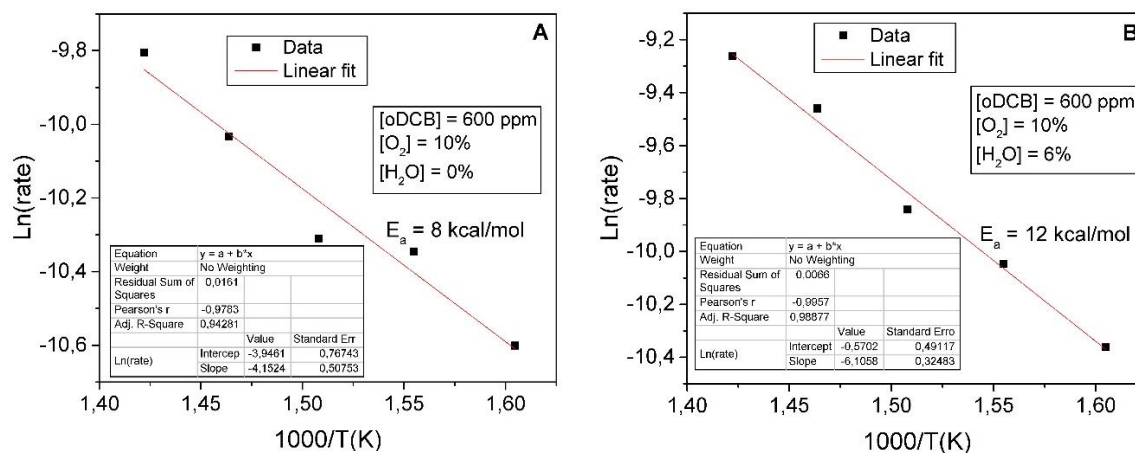 A
Ln(rate)
-9,8
-10,0
-10,2
-10,4
-10,6
Data
Linear fit
[oDCB] = 600 ppm
[O₂] = 10%
[H₂O] = 0%
Eₐ = 8 kcal/mol
Equation y = a + b*x
Weight No Weighting
Residual Sum of Squares 0,0161
Pearson's r -0,9783
Adj. R-Square 0,94281
Value Standard Err
Ln(rate) Intercep -3,9461 0,76743
Slope -4,1524 0,50753
1,40 1,45 1,50 1,55 1,60
1000/T(K)
B
Ln(rate)
-9,2
-9,4
-9,6
-9,8
-10,0
-10,2
-10,4
Data
Linear fit
[oDCB] = 600 ppm
[O₂] = 10%
[H₂O] = 6%
Eₐ = 12 kcal/mol
Equation y = a + b*x
Weight No Weighting
Residual Sum of Squares 0,0066
Pearson's r -0,9957
Adj. R-Square 0,98877
Value Standard Erro
Ln(rate) Intercept -0,5702 0,49117
Slope -6,1058 0,32483
1,40 1,45 1,50 1,55 1,60
1000/T(K)